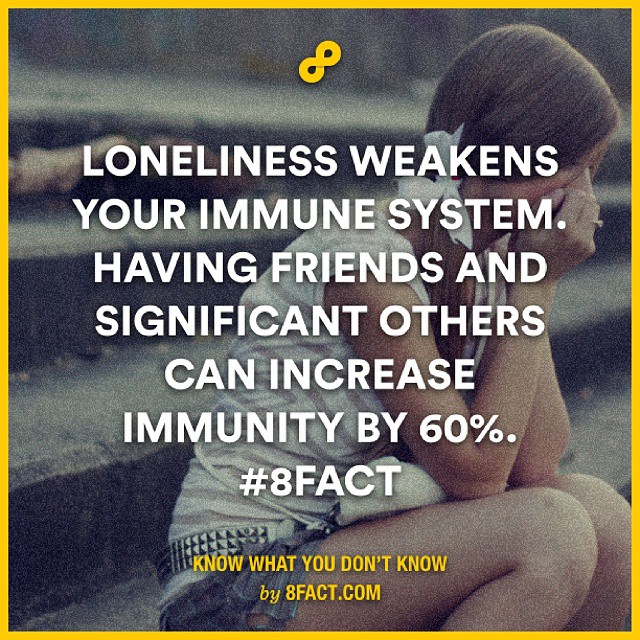 LONELINESS WEAKENS
YOUR IMMUNE SYSTEM.
HAVING FRIENDS AND
SIGNIFICANT OTHERS
CAN INCREASE
IMMUNITY BY 60%.
#8FACT
KNOW WHAT YOU DON'T KNOW
by 8FACT.COM